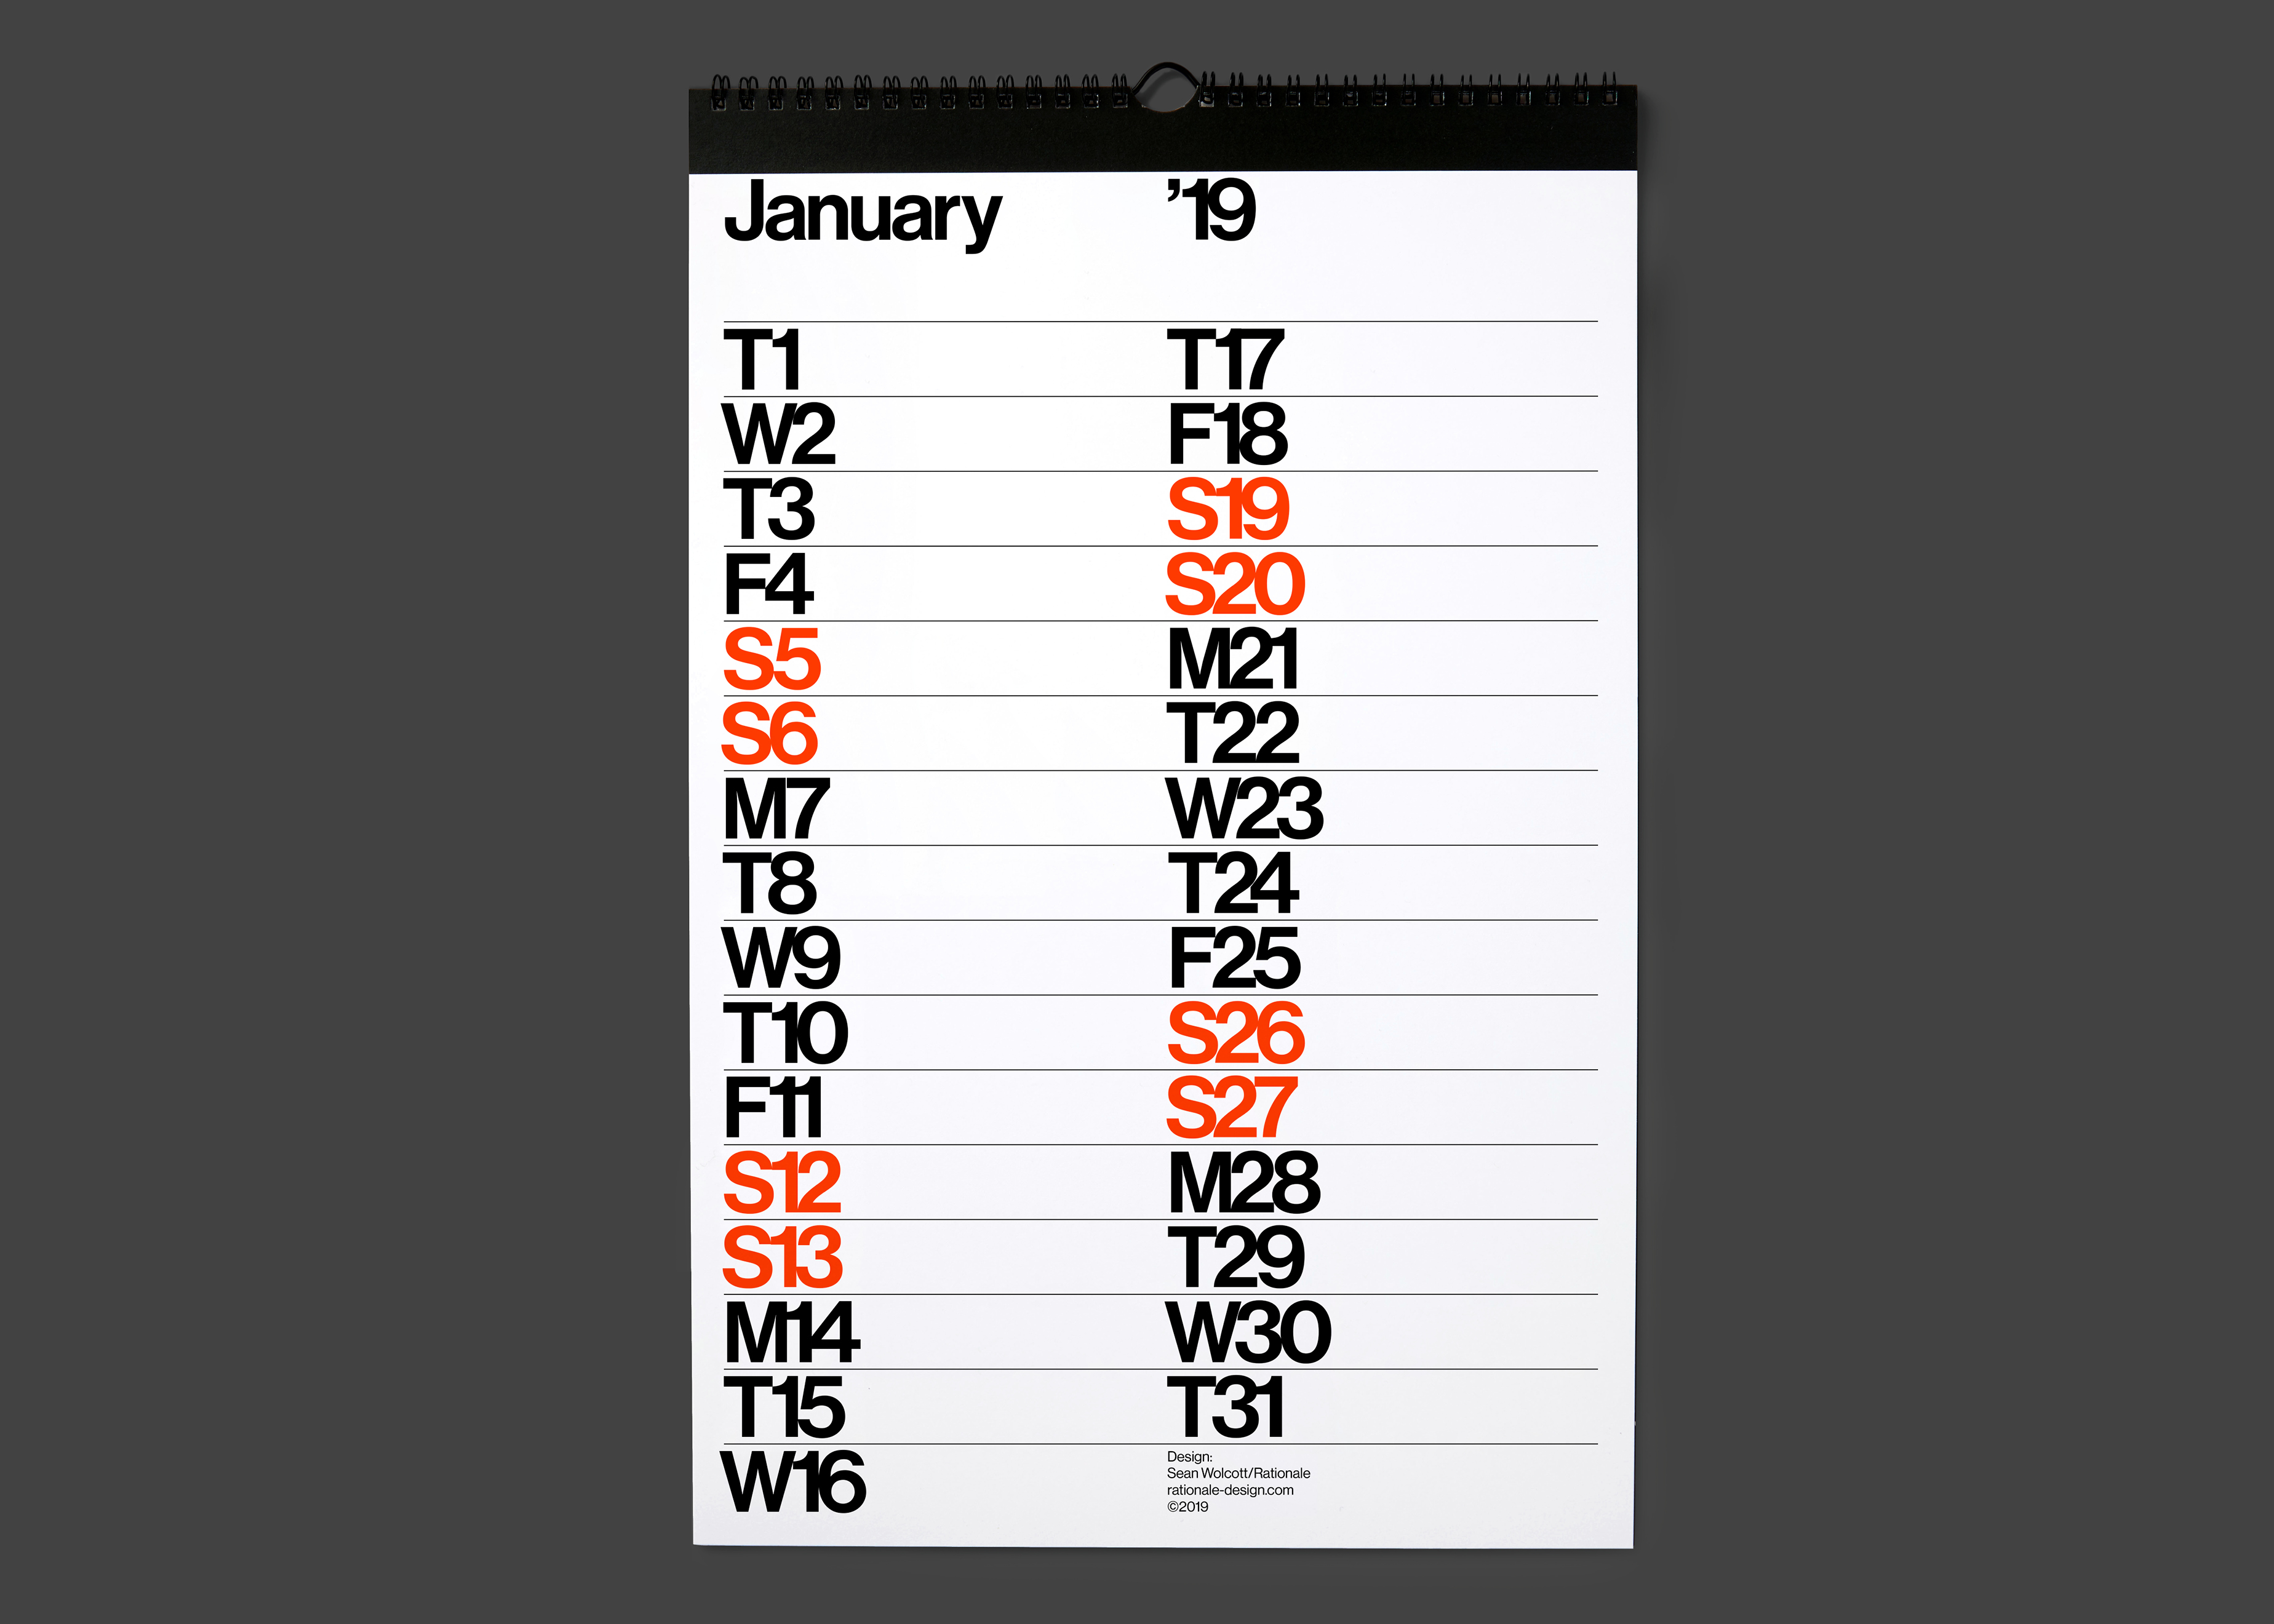 January ’19
T1
W2
T3
F4
S5
S6
M7
T8
W9
T10
F11
S12
S13
M14
T15
W16
T17
F18
S19
S20
M21
T22
W23
T24
F25
S26
S27
M28
T29
W30
T31
Design:
Sean Wolcott/Rationale
rationale-design.com
©2019